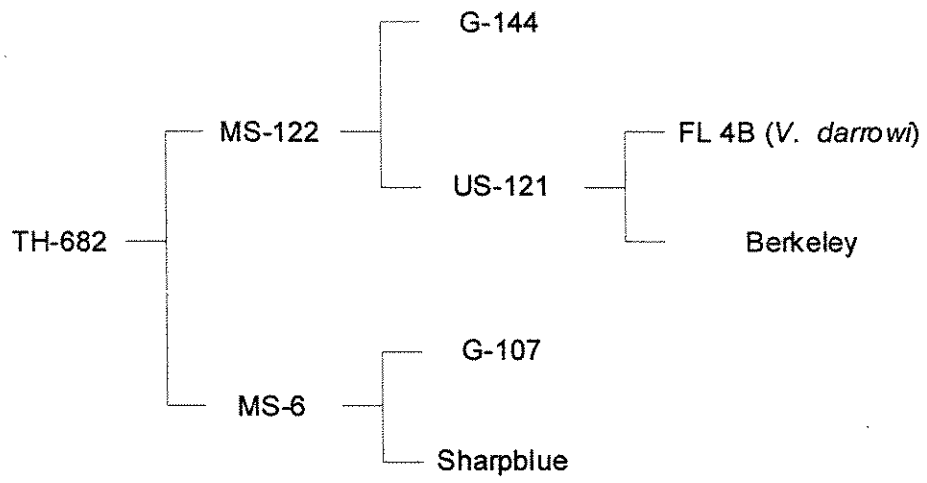 G-144
MS-122
FL 4B (V. darrowi)
US-121
TH-682
Berkeley
G-107
MS-6
Sharpblue